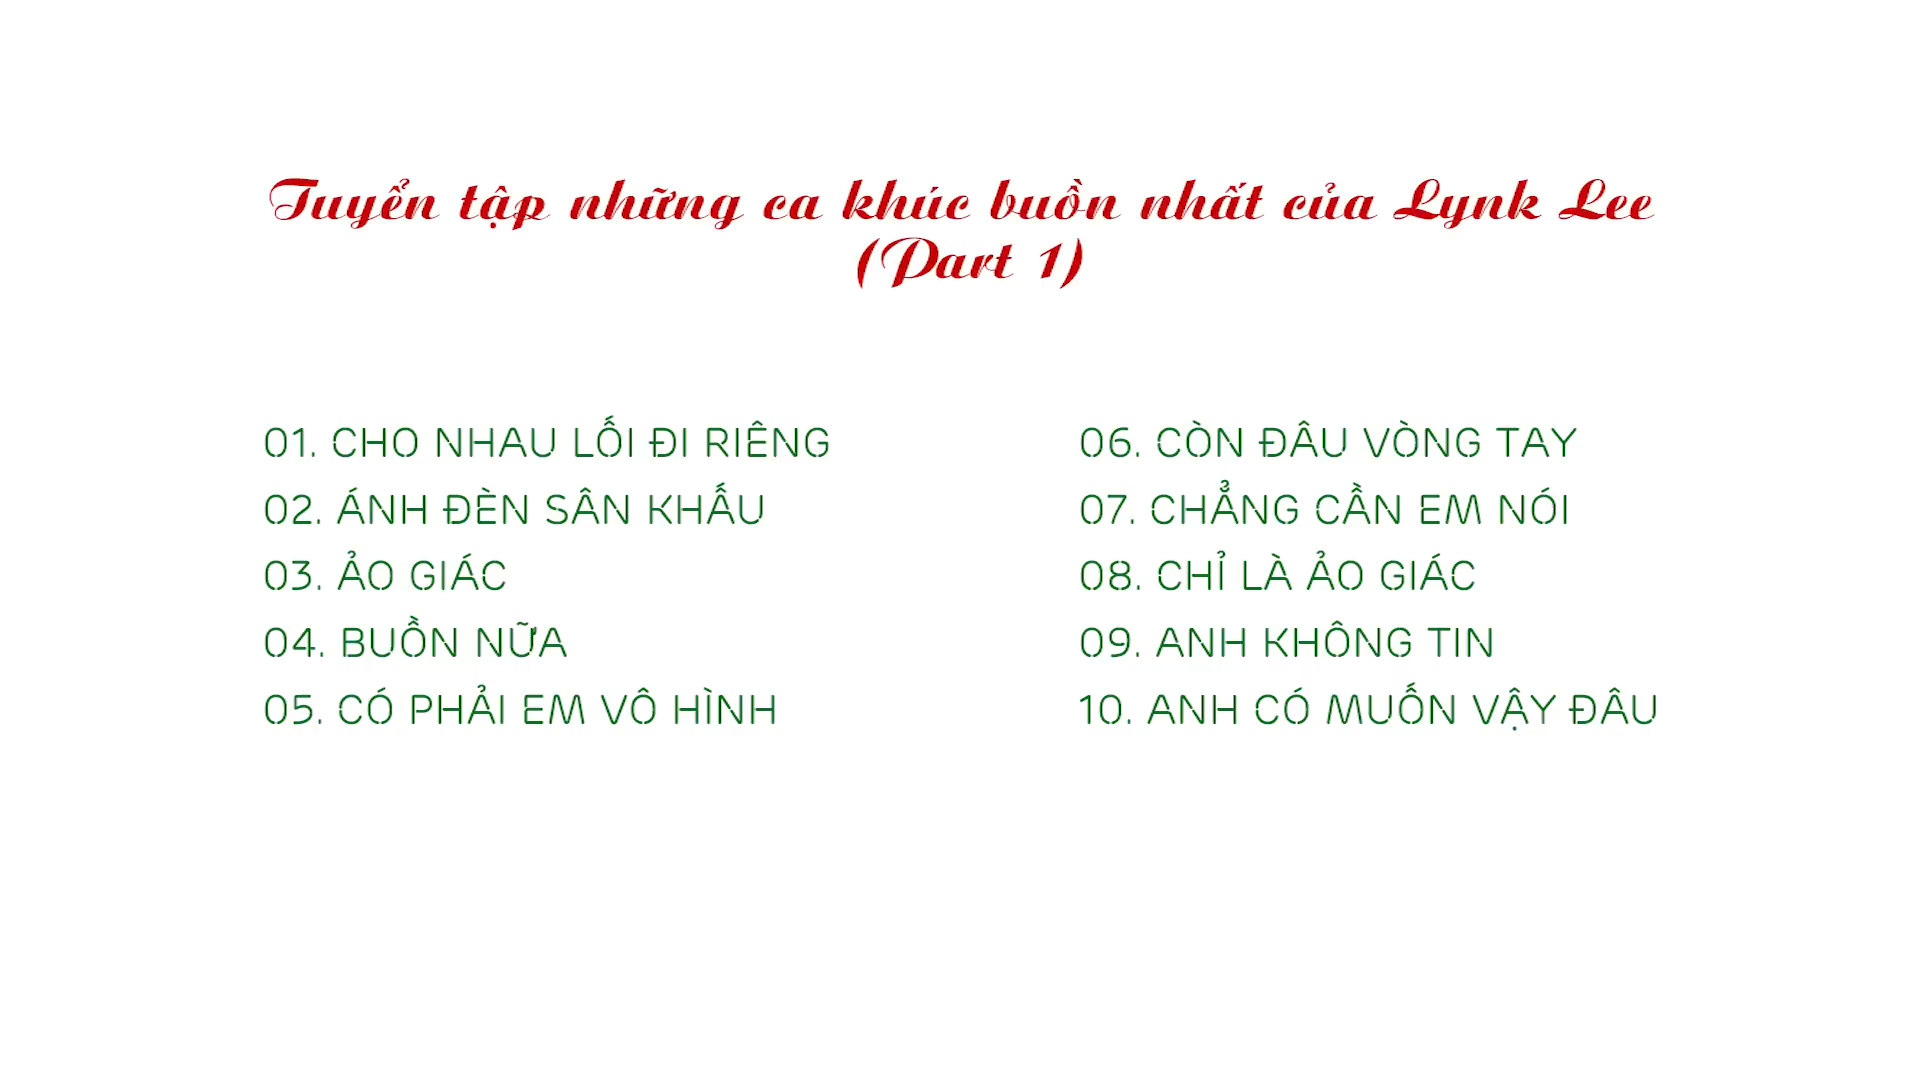 Tuyển tập những ca khúc buồn nhất của Lynk Lee
(Part 1)
01. CHO NHAU LỐI ĐI RIÊNG
02. ÁNH ĐÈN SÂN KHẤU
03. ẢO GIÁC
04. BUỒN NỮA
05. CÓ PHẢI EM VÔ HÌNH
06. CÒN ĐÂU VÒNG TAY
07. CHẲNG CẦN EM NÓI
08. CHỈ LÀ ẢO GIÁC
09. ANH KHÔNG TIN
10. ANH CÓ MUỐN VẬY ĐÂU